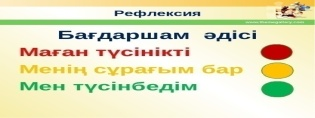 Рефлексия
Бағдаршам әдісі
Маған түсінікті
Менің сұрағым бар
Мен түсінбедім